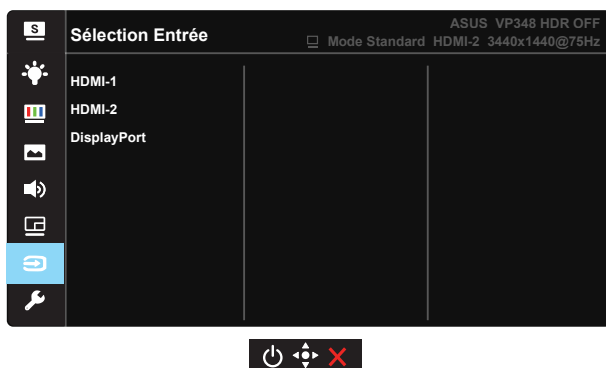 S
Sélection Entrée
ASUS VP348 HDR OFF
Mode Standard HDMI-2 3440x1440@75Hz
HDMI-1
HDMI-2
DisplayPort